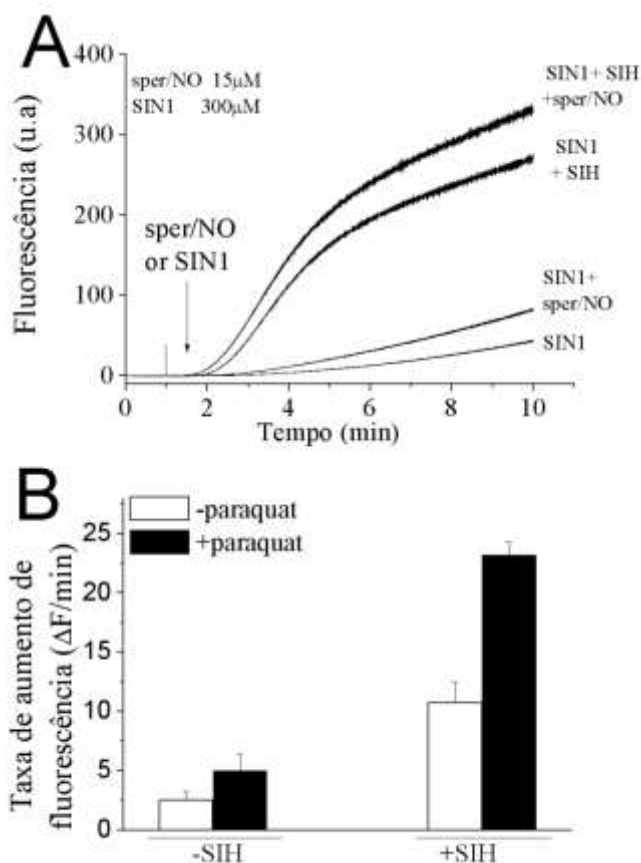 A
400
300
200
100
0
Fluorescência (u.a)
sper/NO 15μM
SIN1 300μM
sper/NO
or SIN1
SIN1+ SIH
+sper/NO
SIN1
+ SIH
SIN1+
sper/NO
SIN1
0 2 4 6 8 10
Tempo (min)
B
-paraquat
+paraquat
25
20
15
10
5
0
Taxa de aumento de
fluorescência (ΔF/min)
-SIH +SIH